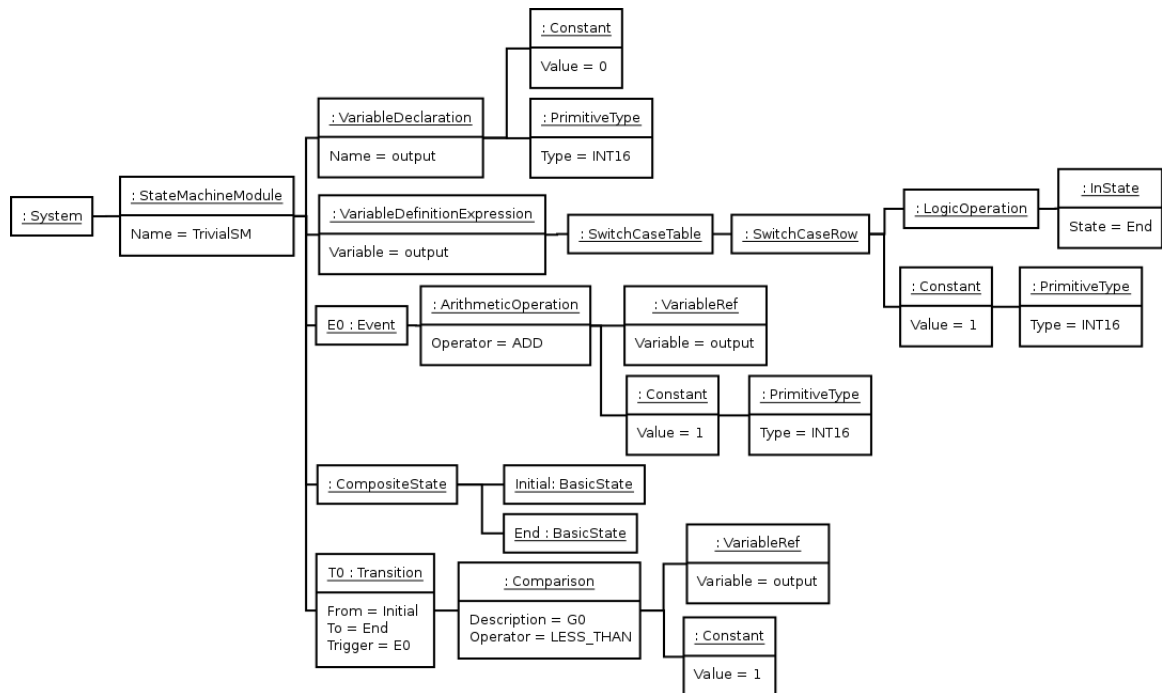 : Constant
Value = 0
: VariableDeclaration
Name = output
: PrimitiveType
Type = INT16
: System
: StateMachineModule
Name = TrivialSM
: VariableDefinitionExpression
Variable = output
: SwitchCaseTable
: SwitchCaseRow
: LogicOperation
: InState
State = End
: Constant
Value = 1
: PrimitiveType
Type = INT16
E0 : Event
: ArithmeticOperation
Operator = ADD
: VariableRef
Variable = output
: Constant
Value = 1
: PrimitiveType
Type = INT16
: CompositeState
Initial: BasicState
End : BasicState
T0 : Transition
From = Initial
To = End
Trigger = E0
: Comparison
Description = G0
Operator = LESS_THAN
: VariableRef
Variable = output
: Constant
Value = 1